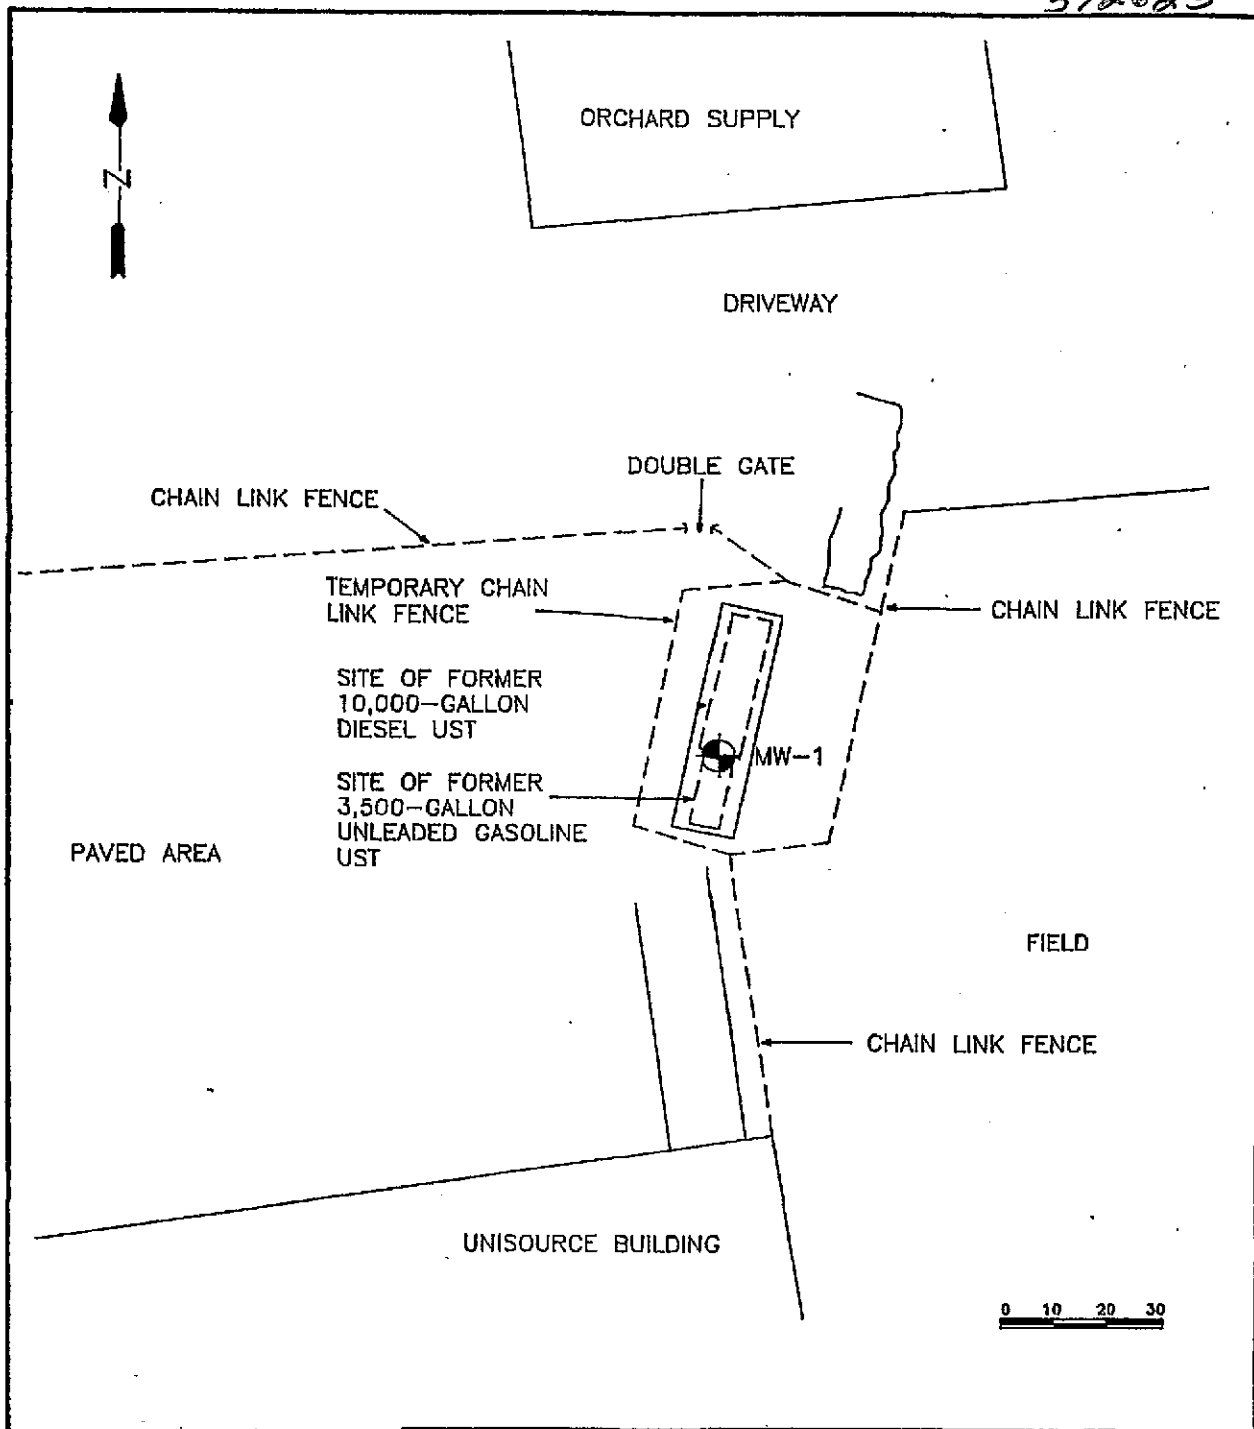 ORCHARD SUPPLY
N
DRIVEWAY
DOUBLE GATE
CHAIN LINK FENCE
TEMPORARY CHAIN
LINK FENCE
CHAIN LINK FENCE
SITE OF FORMER
10,000-GALLON
DIESEL UST
MW-1
SITE OF FORMER
3,500-GALLON
UNLEADED GASOLINE
UST
PAVED AREA
FIELD
CHAIN LINK FENCE
UNISOURCE BUILDING
0 10 20 30